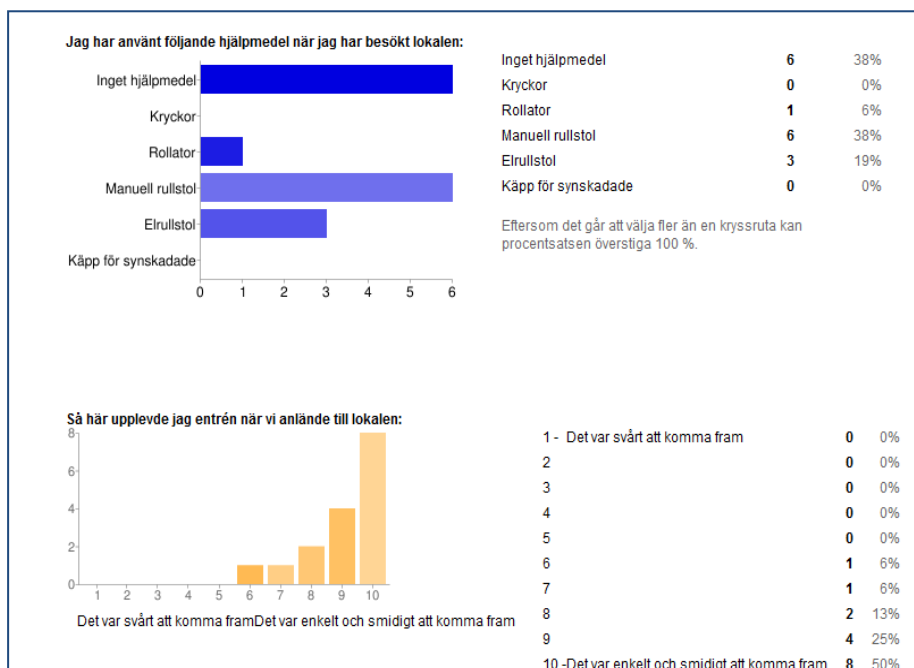 Jag har använt följande hjälpmedel när jag har besökt lokalen:
Inget hjälpmedel
Kryckor
Rollator
Manuell rullstol
Elrullstol
Käpp för synskadade
0 1 2 3 4 5 6
Inget hjälpmedel 6 38%
Kryckor 0 0%
Rollator 1 6%
Manuell rullstol 6 38%
Elrullstol 3 19%
Käpp för synskadade 0 0%
Eftersom det går att välja fler än en kryssruta kan
procentsatsen överstiga 100 %.
Så här upplevde jag entrén när vi anlände till lokalen:
8
6
4
2
0
1 2 3 4 5 6 7 8 9 10
Det var svårt att komma framDet var enkelt och smidigt att komma fram
1 - Det var svårt att komma fram 0 0%
2 0 0%
3 0 0%
4 0 0%
5 0 0%
6 1 6%
7 1 6%
8 2 13%
9 4 25%
10 -Det var enkelt och smidigt att komma fram 8 50%